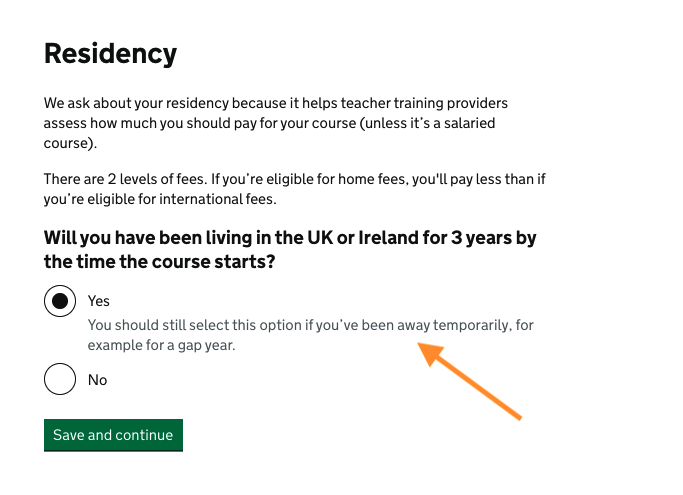 Residency
We ask about your residency because it helps teacher training providers
assess how much you should pay for your course (unless it’s a salaried
course).
There are 2 levels of fees. If you’re eligible for home fees, you'll pay less than if
you’re eligible for international fees.
Will you have been living in the UK or Ireland for 3 years by
the time the course starts?
Yes
You should still select this option if you’ve been away temporarily, for
example for a gap year.
No
Save and continue